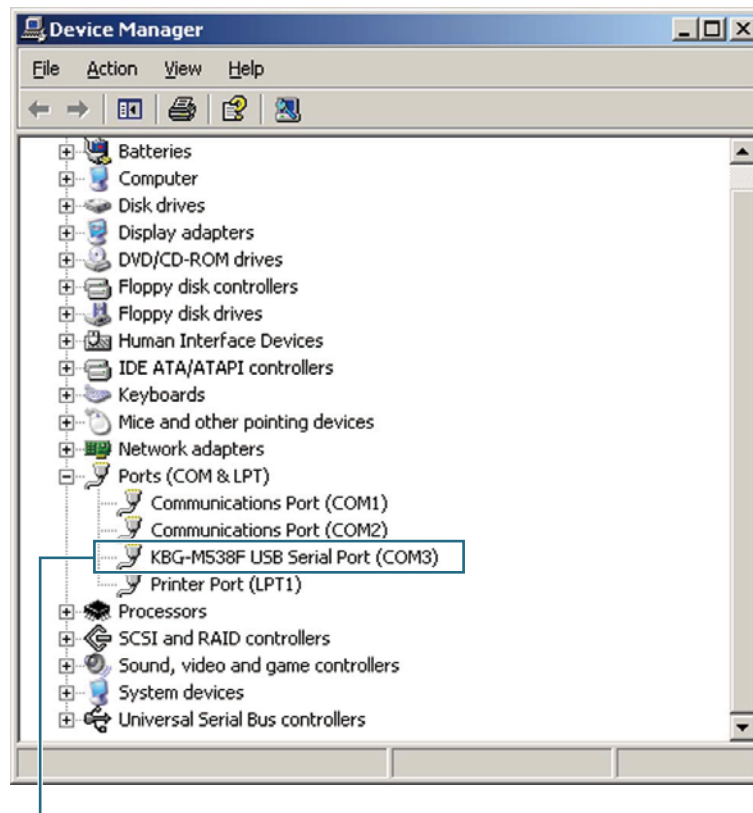 Device Manager
File Action View Help
Batteries
Computer
Disk drives
Display adapters
DVD/CD-ROM drives
Floppy disk controllers
Floppy disk drives
Human Interface Devices
IDE ATA/ATAPI controllers
Keyboards
Mice and other pointing devices
Network adapters
Ports (COM & LPT)
Communications Port (COM1)
Communications Port (COM2)
KBG-M538F USB Serial Port (COM3)
Printer Port (LPT1)
Processors
SCSI and RAID controllers
Sound, video and game controllers
System devices
Universal Serial Bus controllers